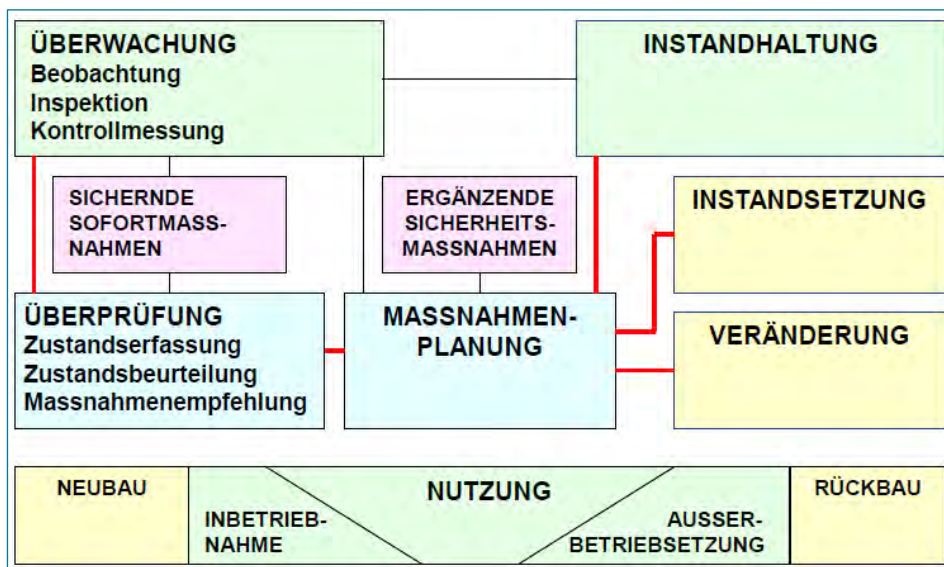 ÜBERWACHUNG
Beobachtung
Inspektion
Kontrollmessung
INSTANDHALTUNG
SICHERNDE
SOFORTMASS-
NAHMEN
ERGÄNZENDE
SICHERHEITS-
MASSNAHMEN
INSTANDSETZUNG
ÜBERPRÜFUNG
Zustandserfassung
Zustandsbeurteilung
Massnahmenempfehlung
MASSNAHMEN-
PLANUNG
VERÄNDERUNG
NEUBAU
INBETRIEB-
NAHME
NUTZUNG
AUSSER-
BETRIEBSETZUNG
RÜCKBAU